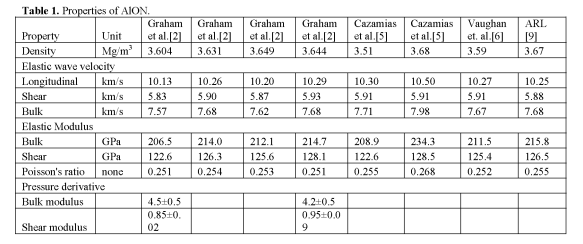 Table 1. Properties of AlON.
Property Unit Graham et al.[2] Graham et al.[2] Graham et al.[2] Graham et al.[2] Cazamias et al.[5] Cazamias et al.[5] Vaughan et. al.[6] ARL [9]
Density Mg/m³ 3.604 3.631 3.649 3.644 3.51 3.68 3.59 3.67
Elastic wave velocity
Longitudinal km/s 10.13 10.26 10.20 10.29 10.30 10.50 10.27 10.25
Shear km/s 5.83 5.90 5.87 5.93 5.91 5.91 5.91 5.88
Bulk km/s 7.57 7.68 7.62 7.68 7.71 7.98 7.67 7.68
Elastic Modulus
Bulk GPa 206.5 214.0 212.1 214.7 208.9 234.3 211.5 215.8
Shear GPa 122.6 126.3 125.6 128.1 122.6 128.5 125.4 126.5
Poisson's ratio none 0.251 0.254 0.253 0.251 0.255 0.268 0.252 0.255
Pressure derivative
Bulk modulus 4.5±0.5 4.2±0.5
Shear modulus 0.85±0.02 0.95±0.09